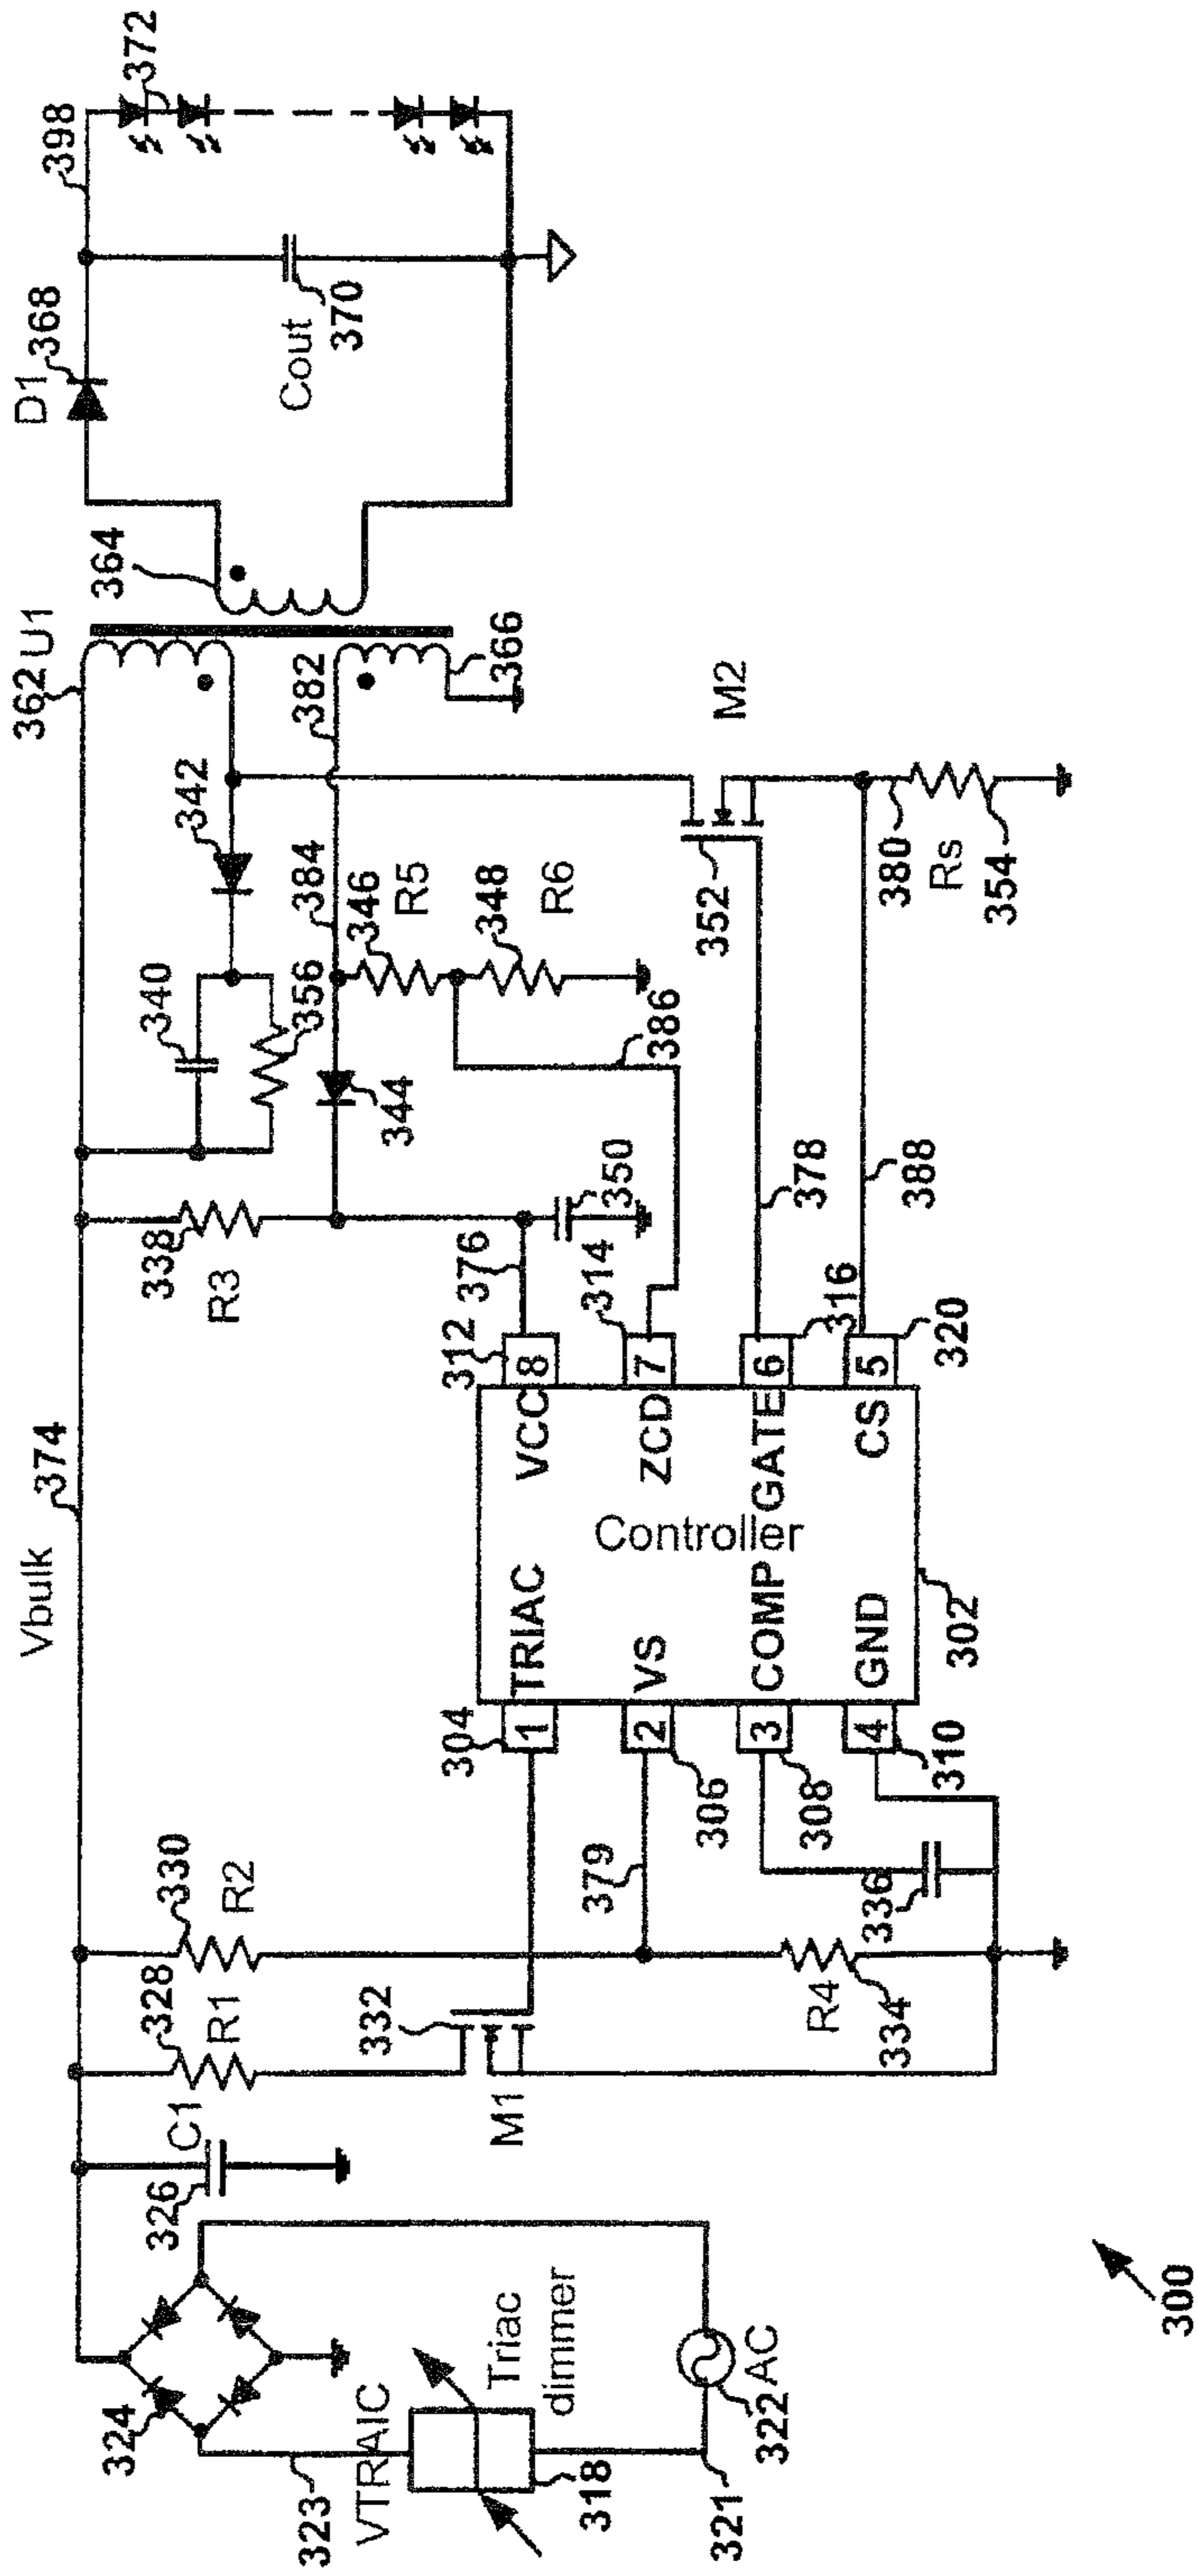 Vbulk
374
362
U1
364
D1
368
398
372
324
323
VTRAIC
318
Triac
dimmer
321
322
AC
326
C1
328
R1
330
R2
332
M1
379
R4
334
336
304
306
308
310
1
2
3
4
TRIAC
VS
COMP
GND
Controller
302
VCC
ZCD
GATE
CS
8
7
6
5
312
314
316
320
376
338
R3
350
340
356
342
344
384
382
366
346
R5
348
R6
386
378
388
352
M2
380
Rs
354
Cout
370
300